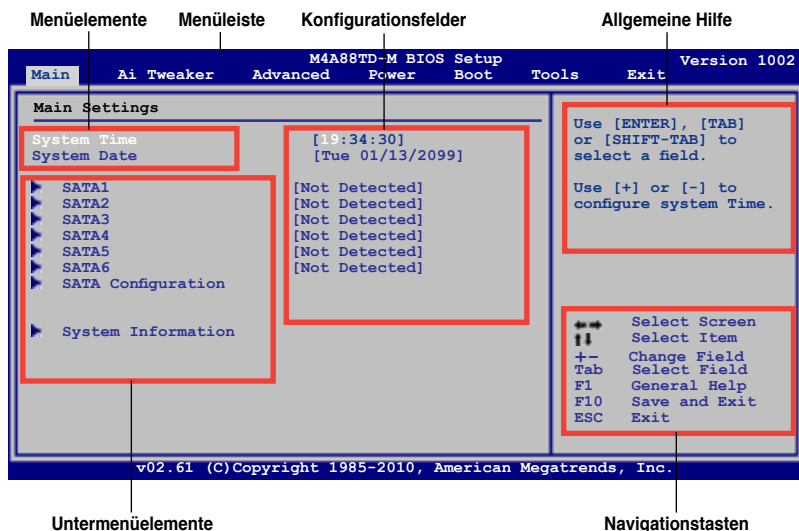 Menüelemente Menüleiste Konfigurationsfelder Allgemeine Hilfe
M4A88TD-M BIOS Setup Version 1002
Main Ai Tweaker Advanced Power Boot Tools Exit
Main Settings
System Time [19:34:30]
System Date [Tue 01/13/2099]
SATA1 [Not Detected]
SATA2 [Not Detected]
SATA3 [Not Detected]
SATA4 [Not Detected]
SATA5 [Not Detected]
SATA6 [Not Detected]
SATA Configuration
System Information
Use [ENTER], [TAB]
or [SHIFT-TAB] to
select a field.
Use [+] or [-] to
configure system Time.
Select Screen
Select Item
+- Change Field
Tab Select Field
F1 General Help
F10 Save and Exit
ESC Exit
v02.61 (C)Copyright 1985-2010, American Megatrends, Inc.
Untermenüelemente Navigationstasten